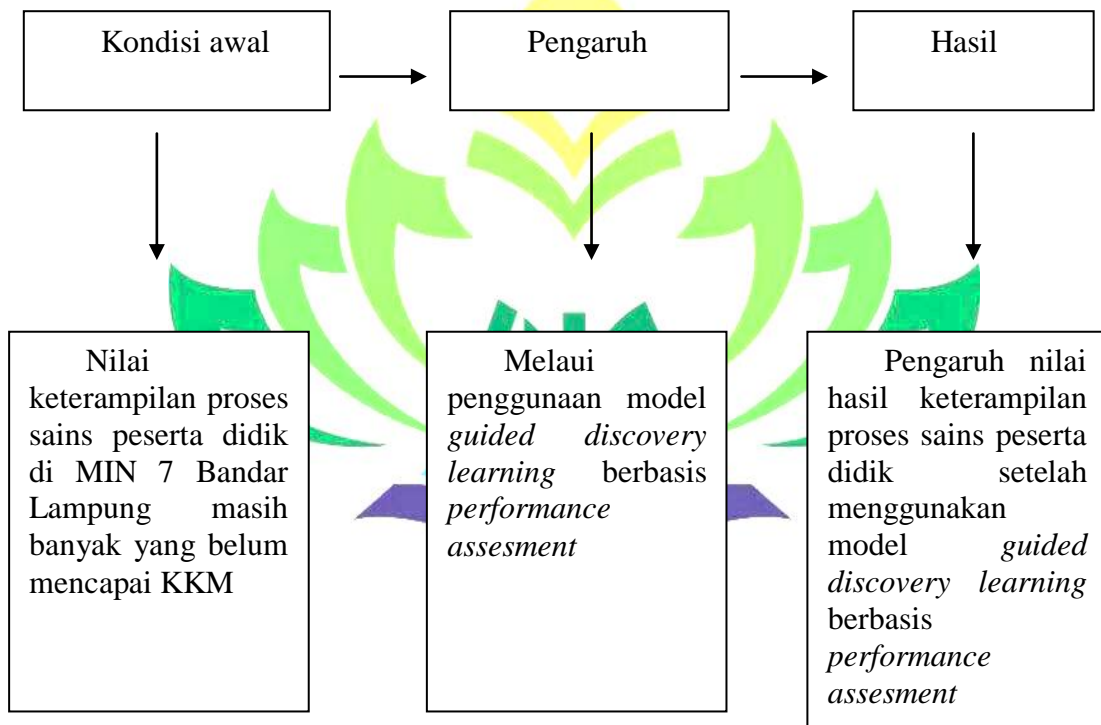 Kondisi awal
Pengaruh
Hasil
Nilai
keterampilan proses
sains peserta didik
di MIN 7 Bandar
Lampung masih
banyak yang belum
mencapai KKM
Melaui
penggunaan model
guided discovery
learning berbasis
performance
assesment
Pengaruh nilai
hasil keterampilan
proses sains peserta
didik setelah
menggunakan
model guided
discovery learning
berbasis
performance
assesment